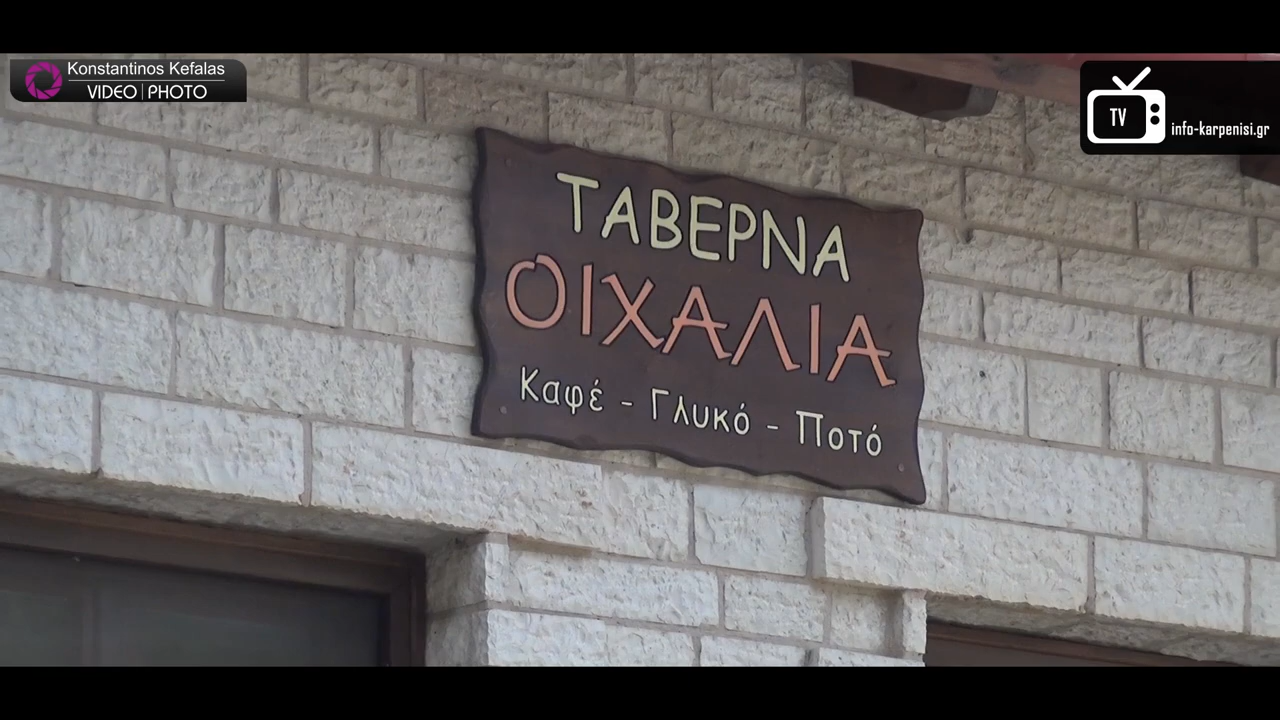 Konstantinos Kefalas
VIDEO | PHOTO
TV
info-karpenisi.gr
ΤΑΒΕΡΝΑ
ΟΙΧΑΛΙΑ
Καφέ - Γλυκό - Ποτό